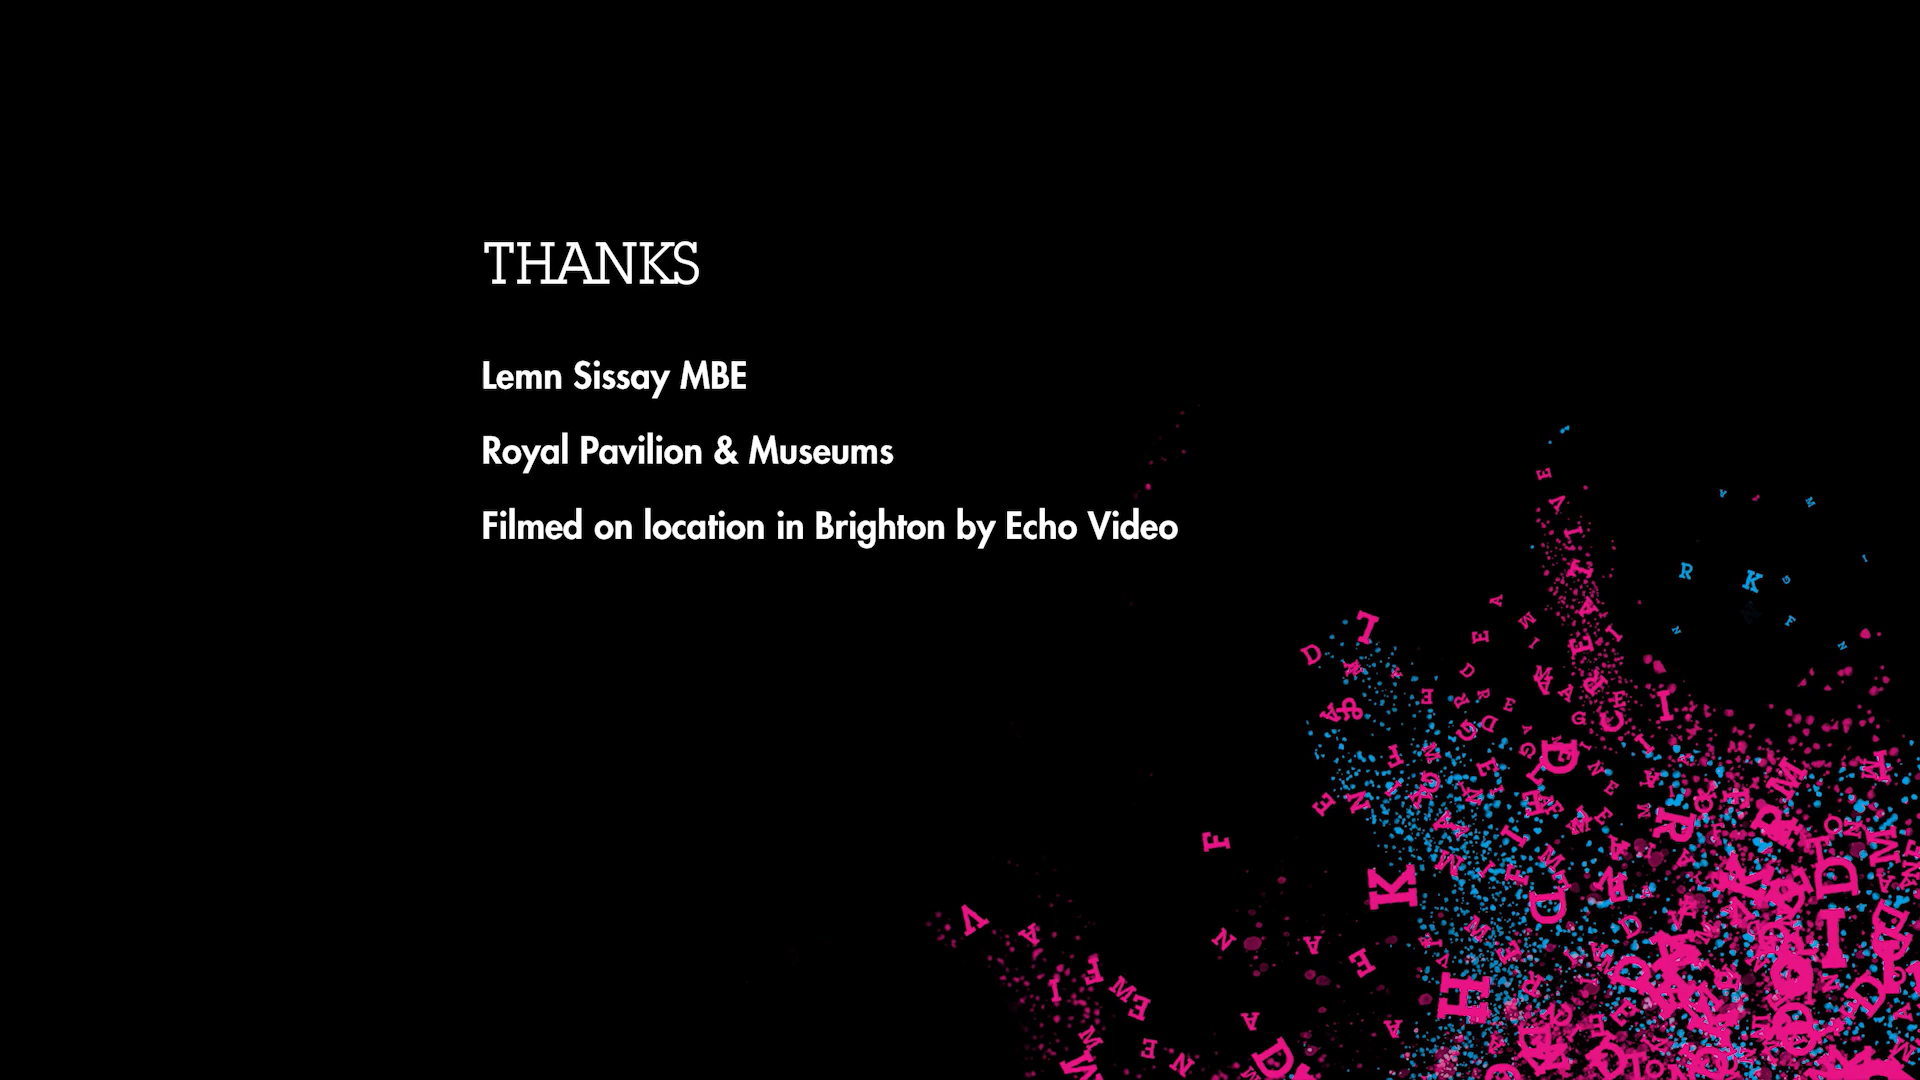 THANKS
Lemn Sissay MBE
Royal Pavilion & Museums
Filmed on location in Brighton by Echo Video